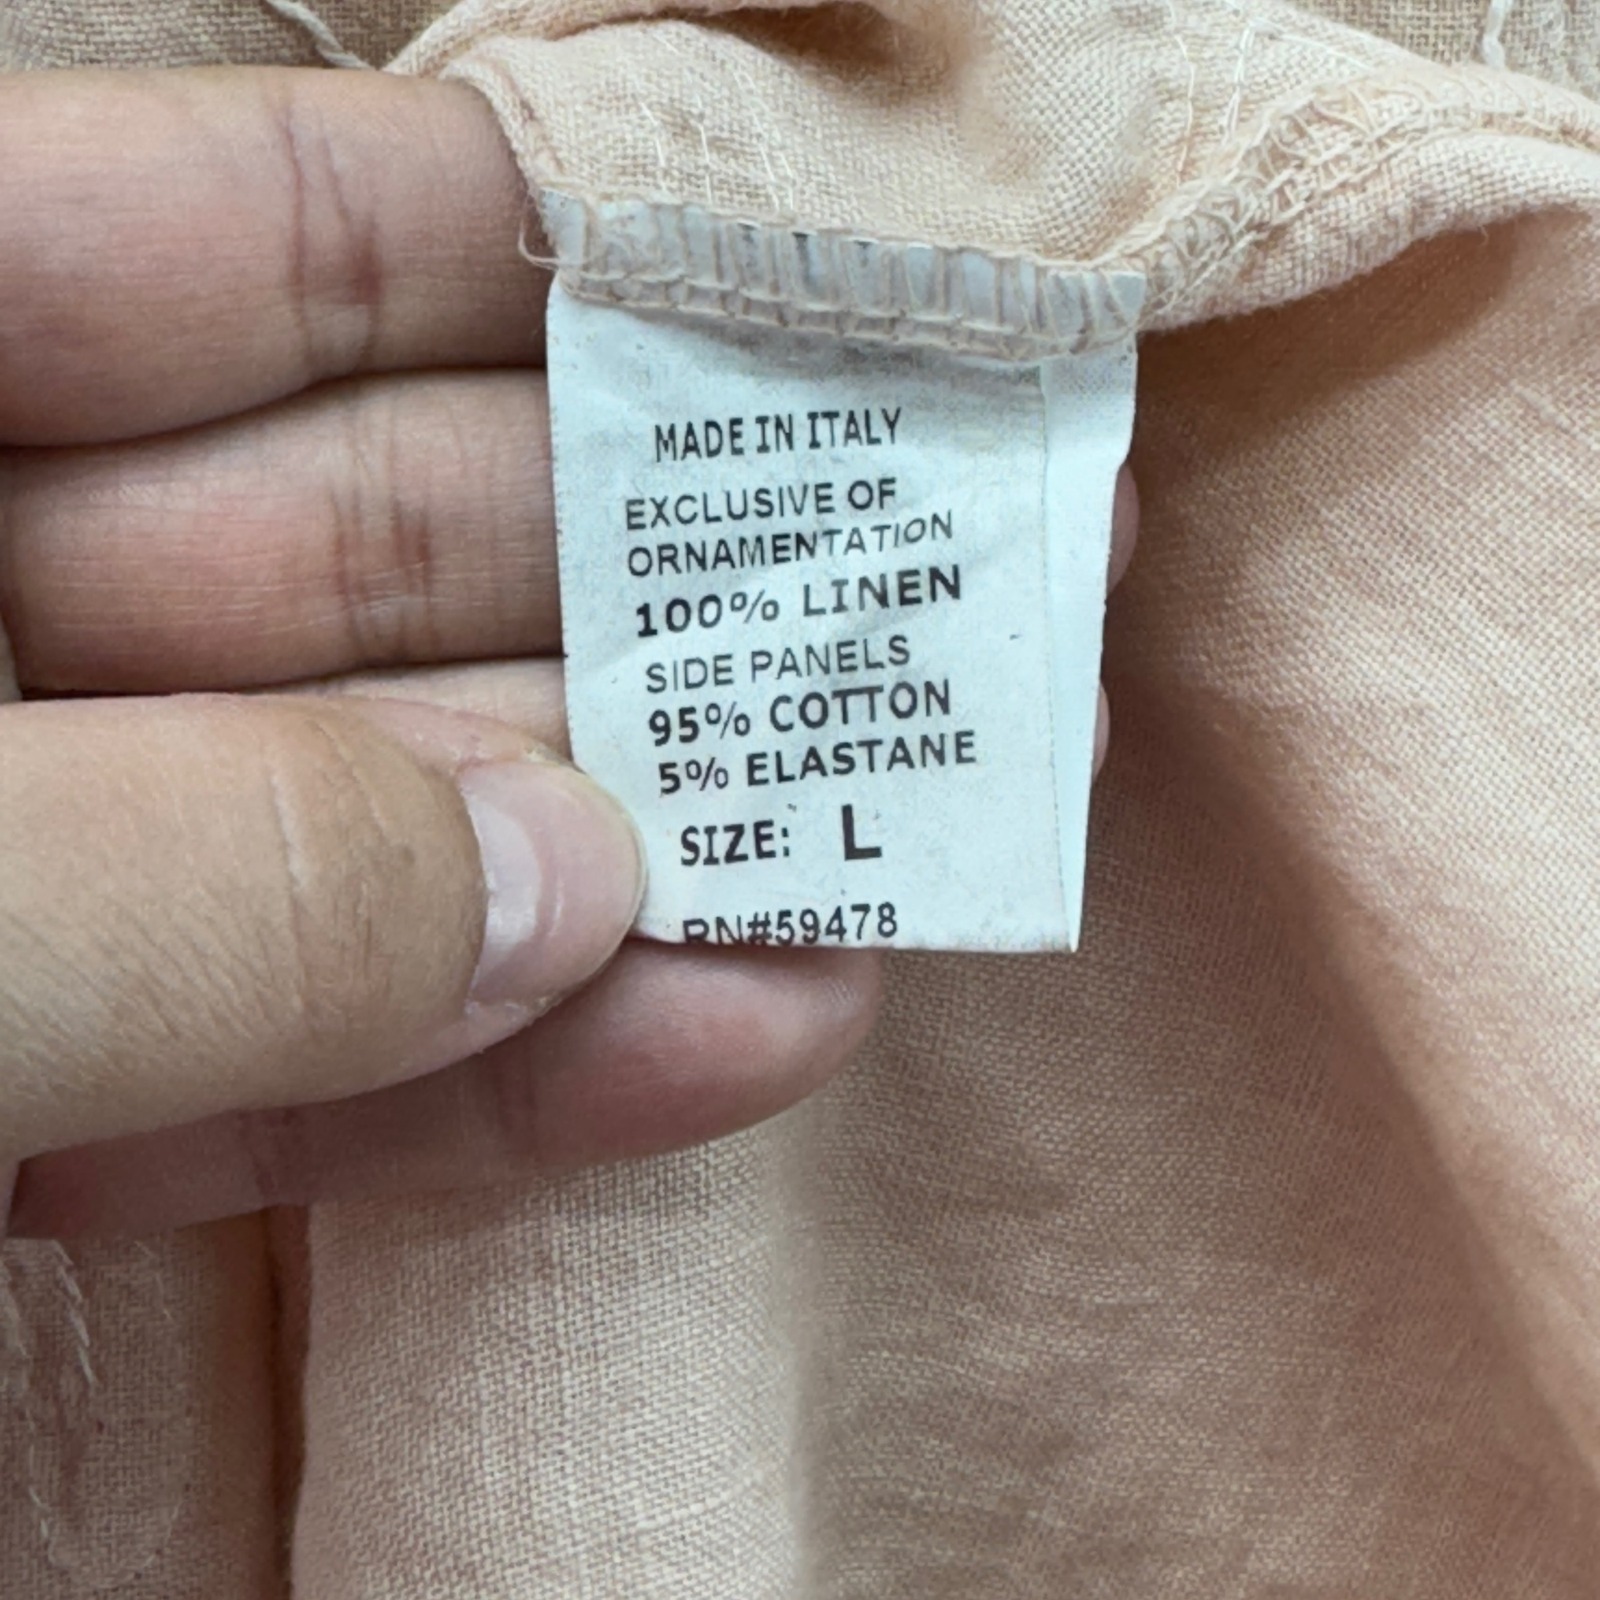 MADE IN ITALY
EXCLUSIVE OF
ORNAMENTATION
100% LINEN
SIDE PANELS
95% COTTON
5% ELASTANE
SIZE: L
RN#59478